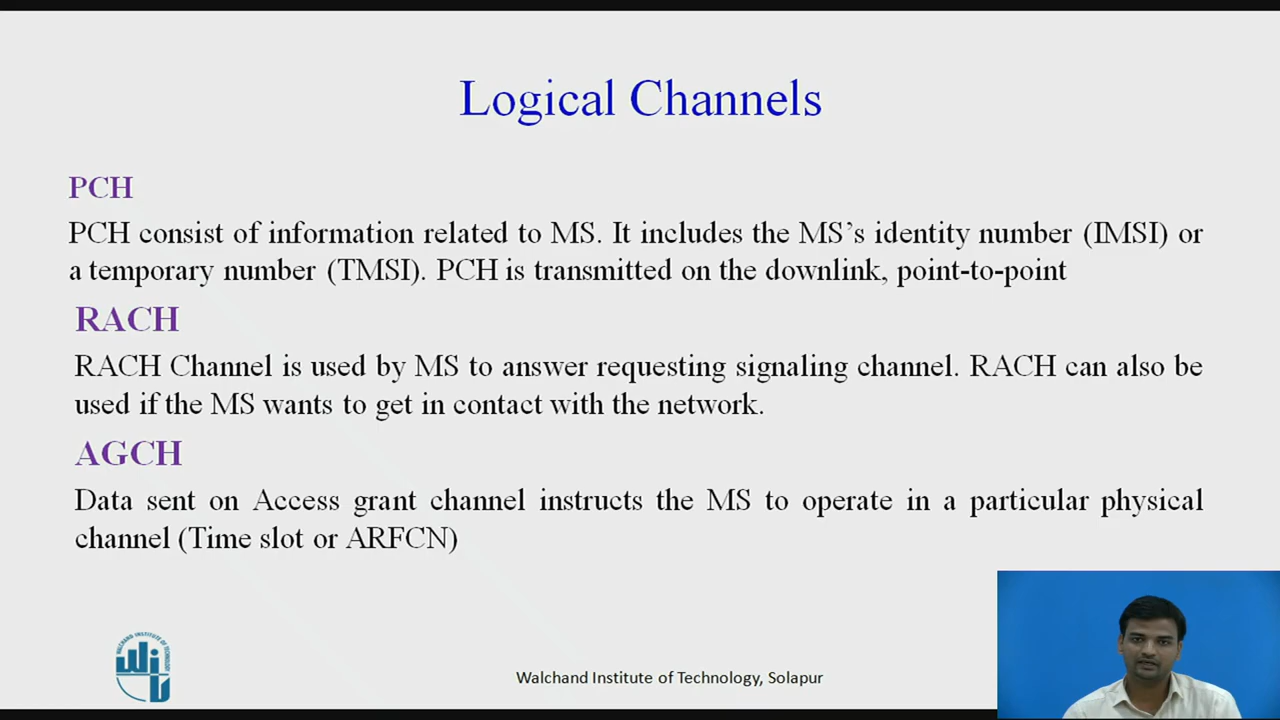 Logical Channels
PCH
PCH consist of information related to MS. It includes the MS’s identity number (IMSI) or
a temporary number (TMSI). PCH is transmitted on the downlink, point-to-point
RACH
RACH Channel is used by MS to answer requesting signaling channel. RACH can also be
used if the MS wants to get in contact with the network.
AGCH
Data sent on Access grant channel instructs the MS to operate in a particular physical
channel (Time slot or ARFCN)
WALCHAND INSTITUTE OF TECHNOLOGY
Walchand Institute of Technology, Solapur